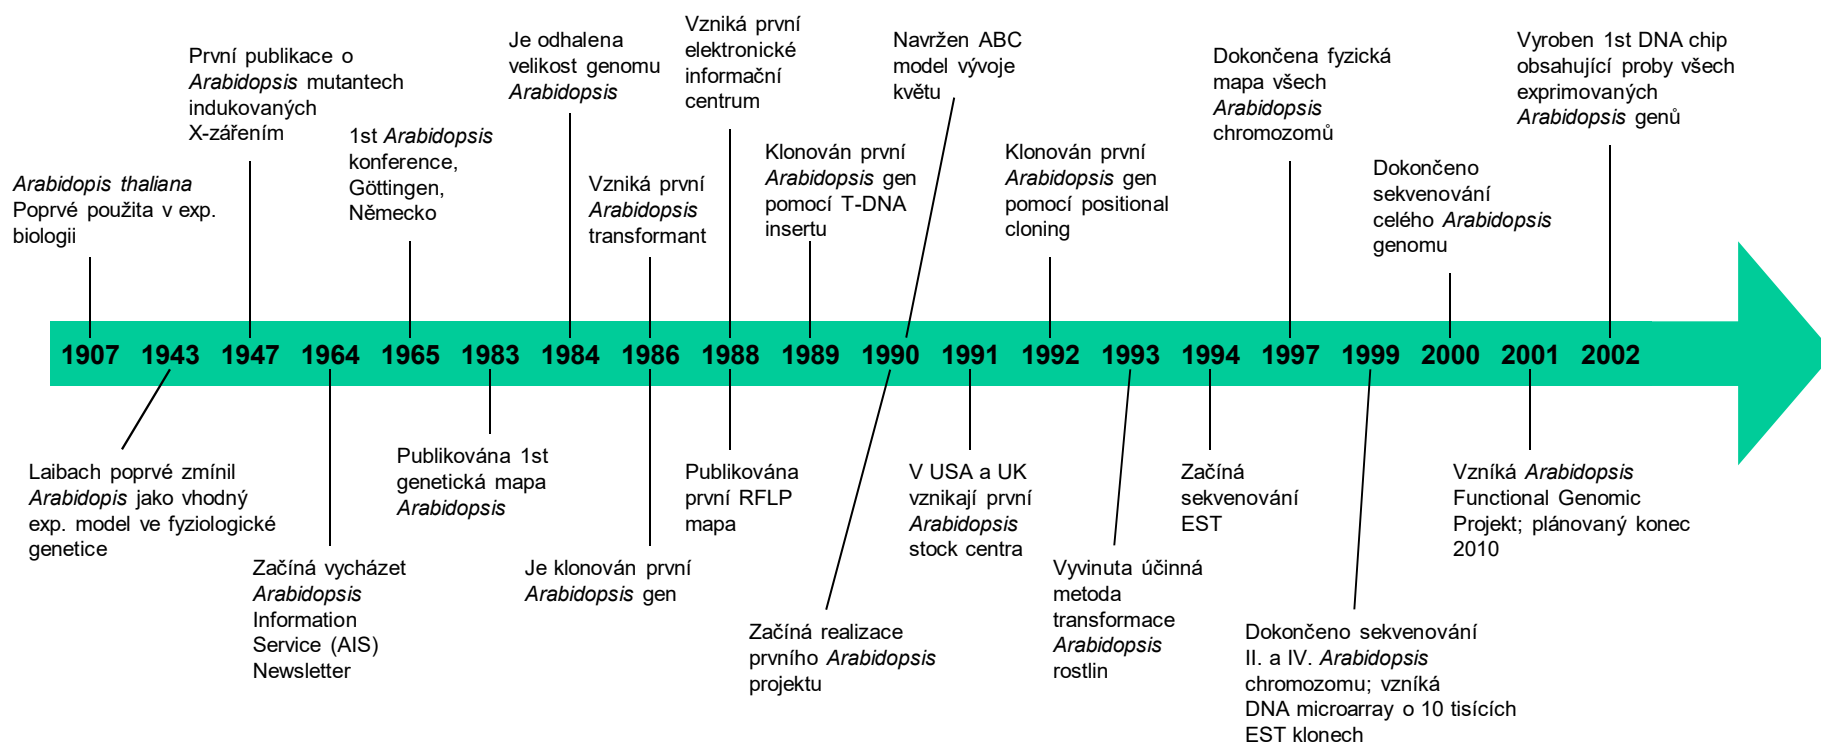 Arabidopis thaliana
Poprvé použita v exp.
biologii
První publikace o
Arabidopsis mutantech
indukovaných
X-zářením
1st Arabidopsis
konference,
Göttingen,
Německo
Je odhalena
velikost genomu
Arabidopsis
Vzniká první
Arabidopsis
transformant
Vzniká první
elektronické
informační
centrum
Klonován první
Arabidopsis gen
pomocí T-DNA
insertu
Navržen ABC
model vývoje
květu
Klonován první
Arabidopsis gen
pomocí positional
cloning
Dokončena fyzická
mapa všech
Arabidopsis
chromozomů
Dokončeno
sekvenování
celého Arabidopsis
genomu
Vyroben 1st DNA chip
obsahující proby všech
exprimovaných
Arabidopsis genů
1907 1943 1947 1964 1965 1983 1984 1986 1988 1989 1990 1991 1992 1993 1994 1997 1999 2000 2001 2002
Laibach poprvé zmínil
Arabidopis jako vhodný
exp. model ve fyziologické
genetice
Začíná vycházet
Arabidopsis
Information
Service (AIS)
Newsletter
Publikována 1st
genetická mapa
Arabidopsis
Je klonován první
Arabidopsis gen
Publikována
první RFLP
mapa
Začíná realizace
prvního Arabidopsis
projektu
V USA a UK
vznikají první
Arabidopsis
stock centra
Vyvinuta účinná
metoda
transformace
Arabidopsis
rostlin
Začíná
sekvenování
EST
Dokončeno sekvenování
II. a IV. Arabidopsis
chromozomu; vzníká
DNA microarray o 10 tisících
EST klonech
Vzníká Arabidopsis
Functional Genomic
Projekt; plánovaný konec
2010